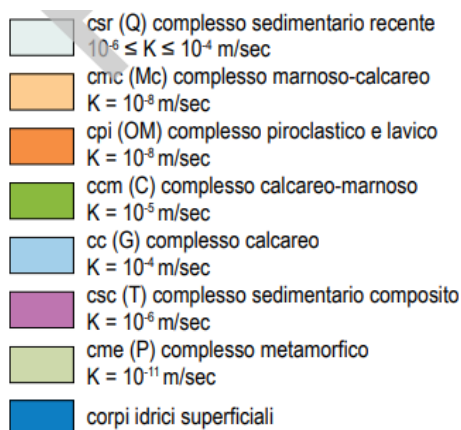 csr (Q) complesso sedimentario recente
10⁻⁶ ≤ K ≤ 10⁻⁴ m/sec
cmc (Mc) complesso marnoso-calcareo
K = 10⁻⁸ m/sec
cpi (OM) complesso piroclastico e lavico
K = 10⁻⁸ m/sec
ccm (C) complesso calcareo-marnoso
K = 10⁻⁵ m/sec
cc (G) complesso calcareo
K = 10⁻⁴ m/sec
csc (T) complesso sedimentario composito
K = 10⁻⁶ m/sec
cme (P) complesso metamorfico
K = 10⁻¹¹ m/sec
corpi idrici superficiali